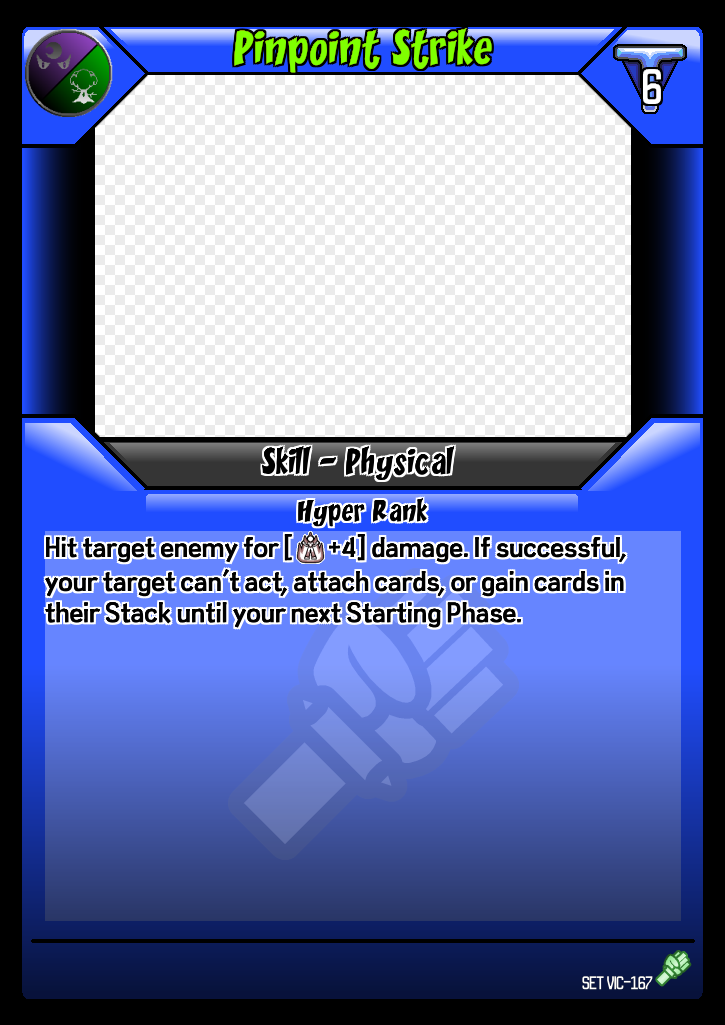 Pinpoint Strike
6
Skill - Physical
Hyper Rank
Hit target enemy for [ +4] damage. If successful,
your target can't act, attach cards, or gain cards in
their Stack until your next Starting Phase.
SET VIC-167